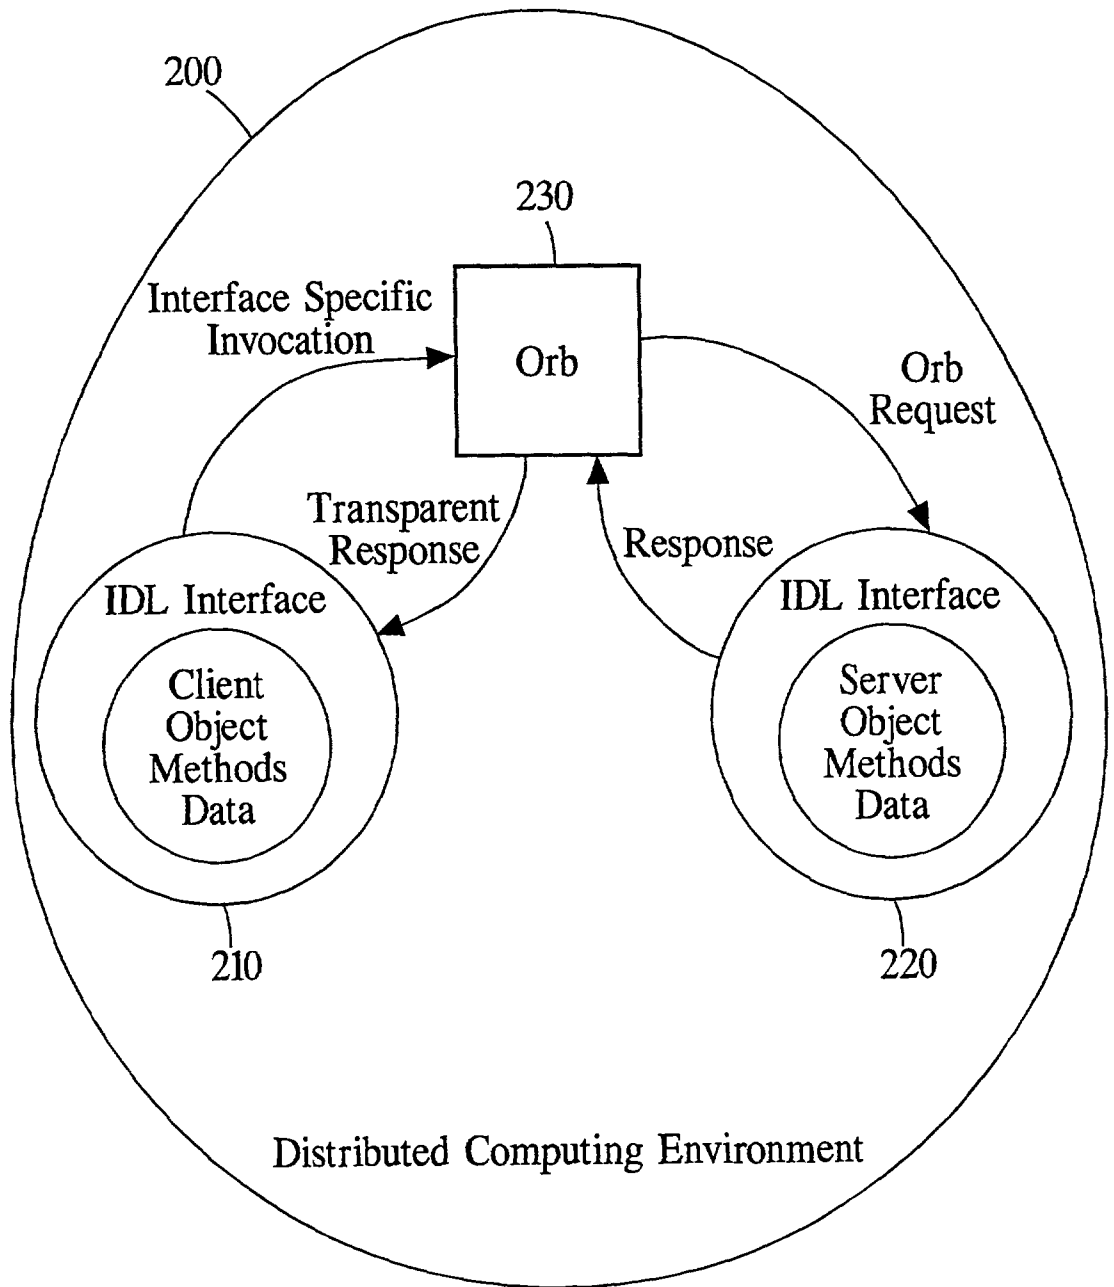 200
230
Interface Specific
Invocation
Orb
Orb
Request
Transparent
Response
Response
IDL Interface
Client
Object
Methods
Data
IDL Interface
Server
Object
Methods
Data
210
220
Distributed Computing Environment